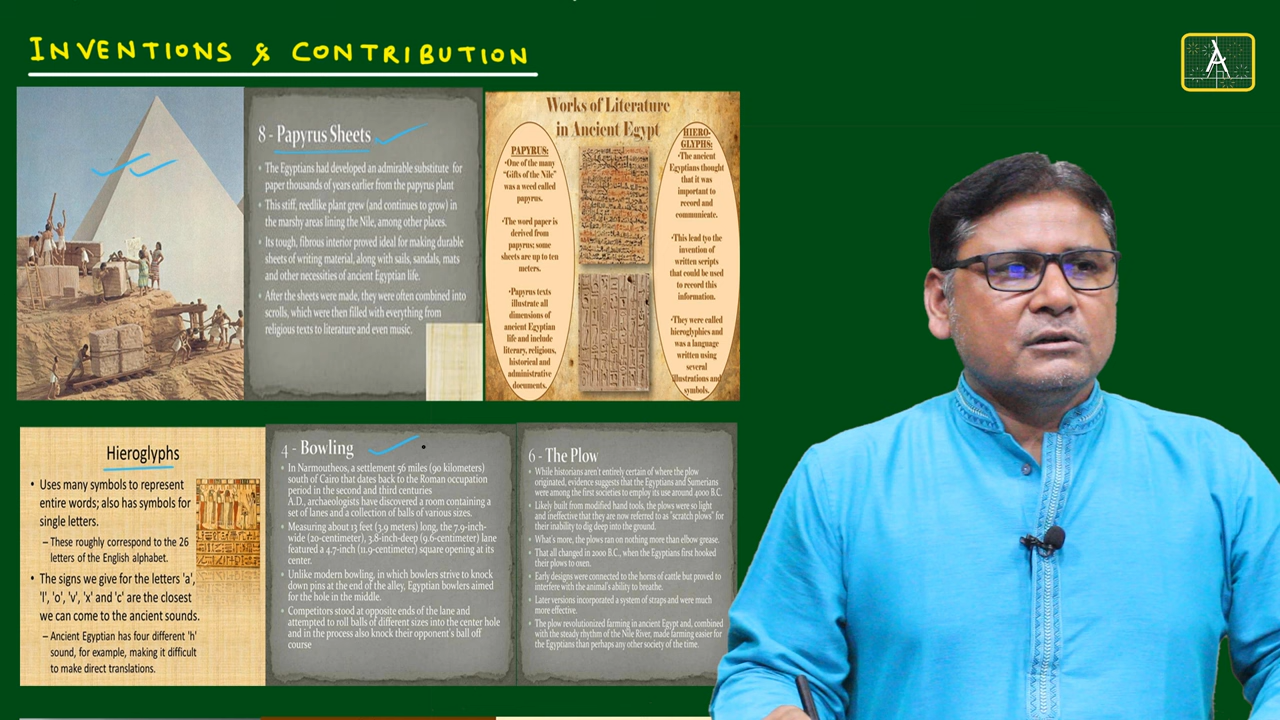 INVENTIONS & CONTRIBUTION
A
8 - Papyrus Sheets
• The Egyptians had developed an admirable substitute for
paper thousands of years earlier from the papyrus plant
• This stiff, reedlike plant grew (and continues to grow) in
the marshy areas lining the Nile, among other places.
• Its tough, fibrous interior proved ideal for making durable
sheets of writing material, along with sails, sandals, mats
and other necessities of ancient Egyptian life.
• After the sheets were made, they were often combined into
scrolls, which were then filled with everything from
religious texts to literature and even music.
Works of Literature
in Ancient Egypt
PAPYRUS:
•One of the many
"Gifts of the Nile"
was a weed called
papyrus.
•The word paper is
derived from
papyrus; some
sheets are up to ten
meters.
•Papyrus texts
illustrate all
dimensions of
ancient Egyptian
life and include
literary, religious,
historical and
administrative
documents.
HIERO-
GLYPHS:
•The ancient
Egyptians thought
that it was
important to
record and
communicate.
•This lead tyo the
invention of
written scripts
that could be used
to record this
information.
•They were called
hieroglyphics and
was a language
written using
several
illustrations and
symbols.
Hieroglyphs
• Uses many symbols to represent
entire words; also has symbols for
single letters.
– These roughly correspond to the 26
letters of the English alphabet.
• The signs we give for the letters 'a',
'l', 'o', 'v', 'x' and 'c' are the closest
we can come to the ancient sounds.
– Ancient Egyptian has four different 'h'
sound, for example, making it difficult
to make direct translations.
4 - Bowling
• In Narmoutheos, a settlement 56 miles (90 kilometers)
south of Cairo that dates back to the Roman occupation
period in the second and third centuries
A.D., archaeologists have discovered a room containing a
set of lanes and a collection of balls of various sizes.
• Measuring about 13 feet (3.9 meters) long, the 7.9-inch-
wide (20-centimeter), 3.8-inch-deep (9.6-centimeter) lane
featured a 4.7-inch (11.9-centimeter) square opening at its
center.
• Unlike modern bowling, in which bowlers strive to knock
down pins at the end of the alley, Egyptian bowlers aimed
for the hole in the middle.
• Competitors stood at opposite ends of the lane and
attempted to roll balls of different sizes into the center hole
and in the process also knock their opponent's ball off
course
6 - The Plow
• While historians aren't entirely certain of where the plow
originated, evidence suggests that the Egyptians and Sumerians
were among the first societies to employ its use around 4000 B.C.
• Likely built from modified hand tools, the plows were so light
and ineffective that they are now referred to as "scratch plows" for
their inability to dig deep into the ground.
• What's more, the plows ran on nothing more than elbow grease.
• That all changed in 2000 B.C., when the Egyptians first hooked
their plows to oxen.
• Early designs were connected to the horns of cattle but proved to
interfere with the animal's ability to breathe.
• Later versions incorporated a system of straps and were much
more effective.
• The plow revolutionized farming in ancient Egypt and, combined
with the steady rhythm of the Nile River, made farming easier for
the Egyptians than perhaps any other society of the time.